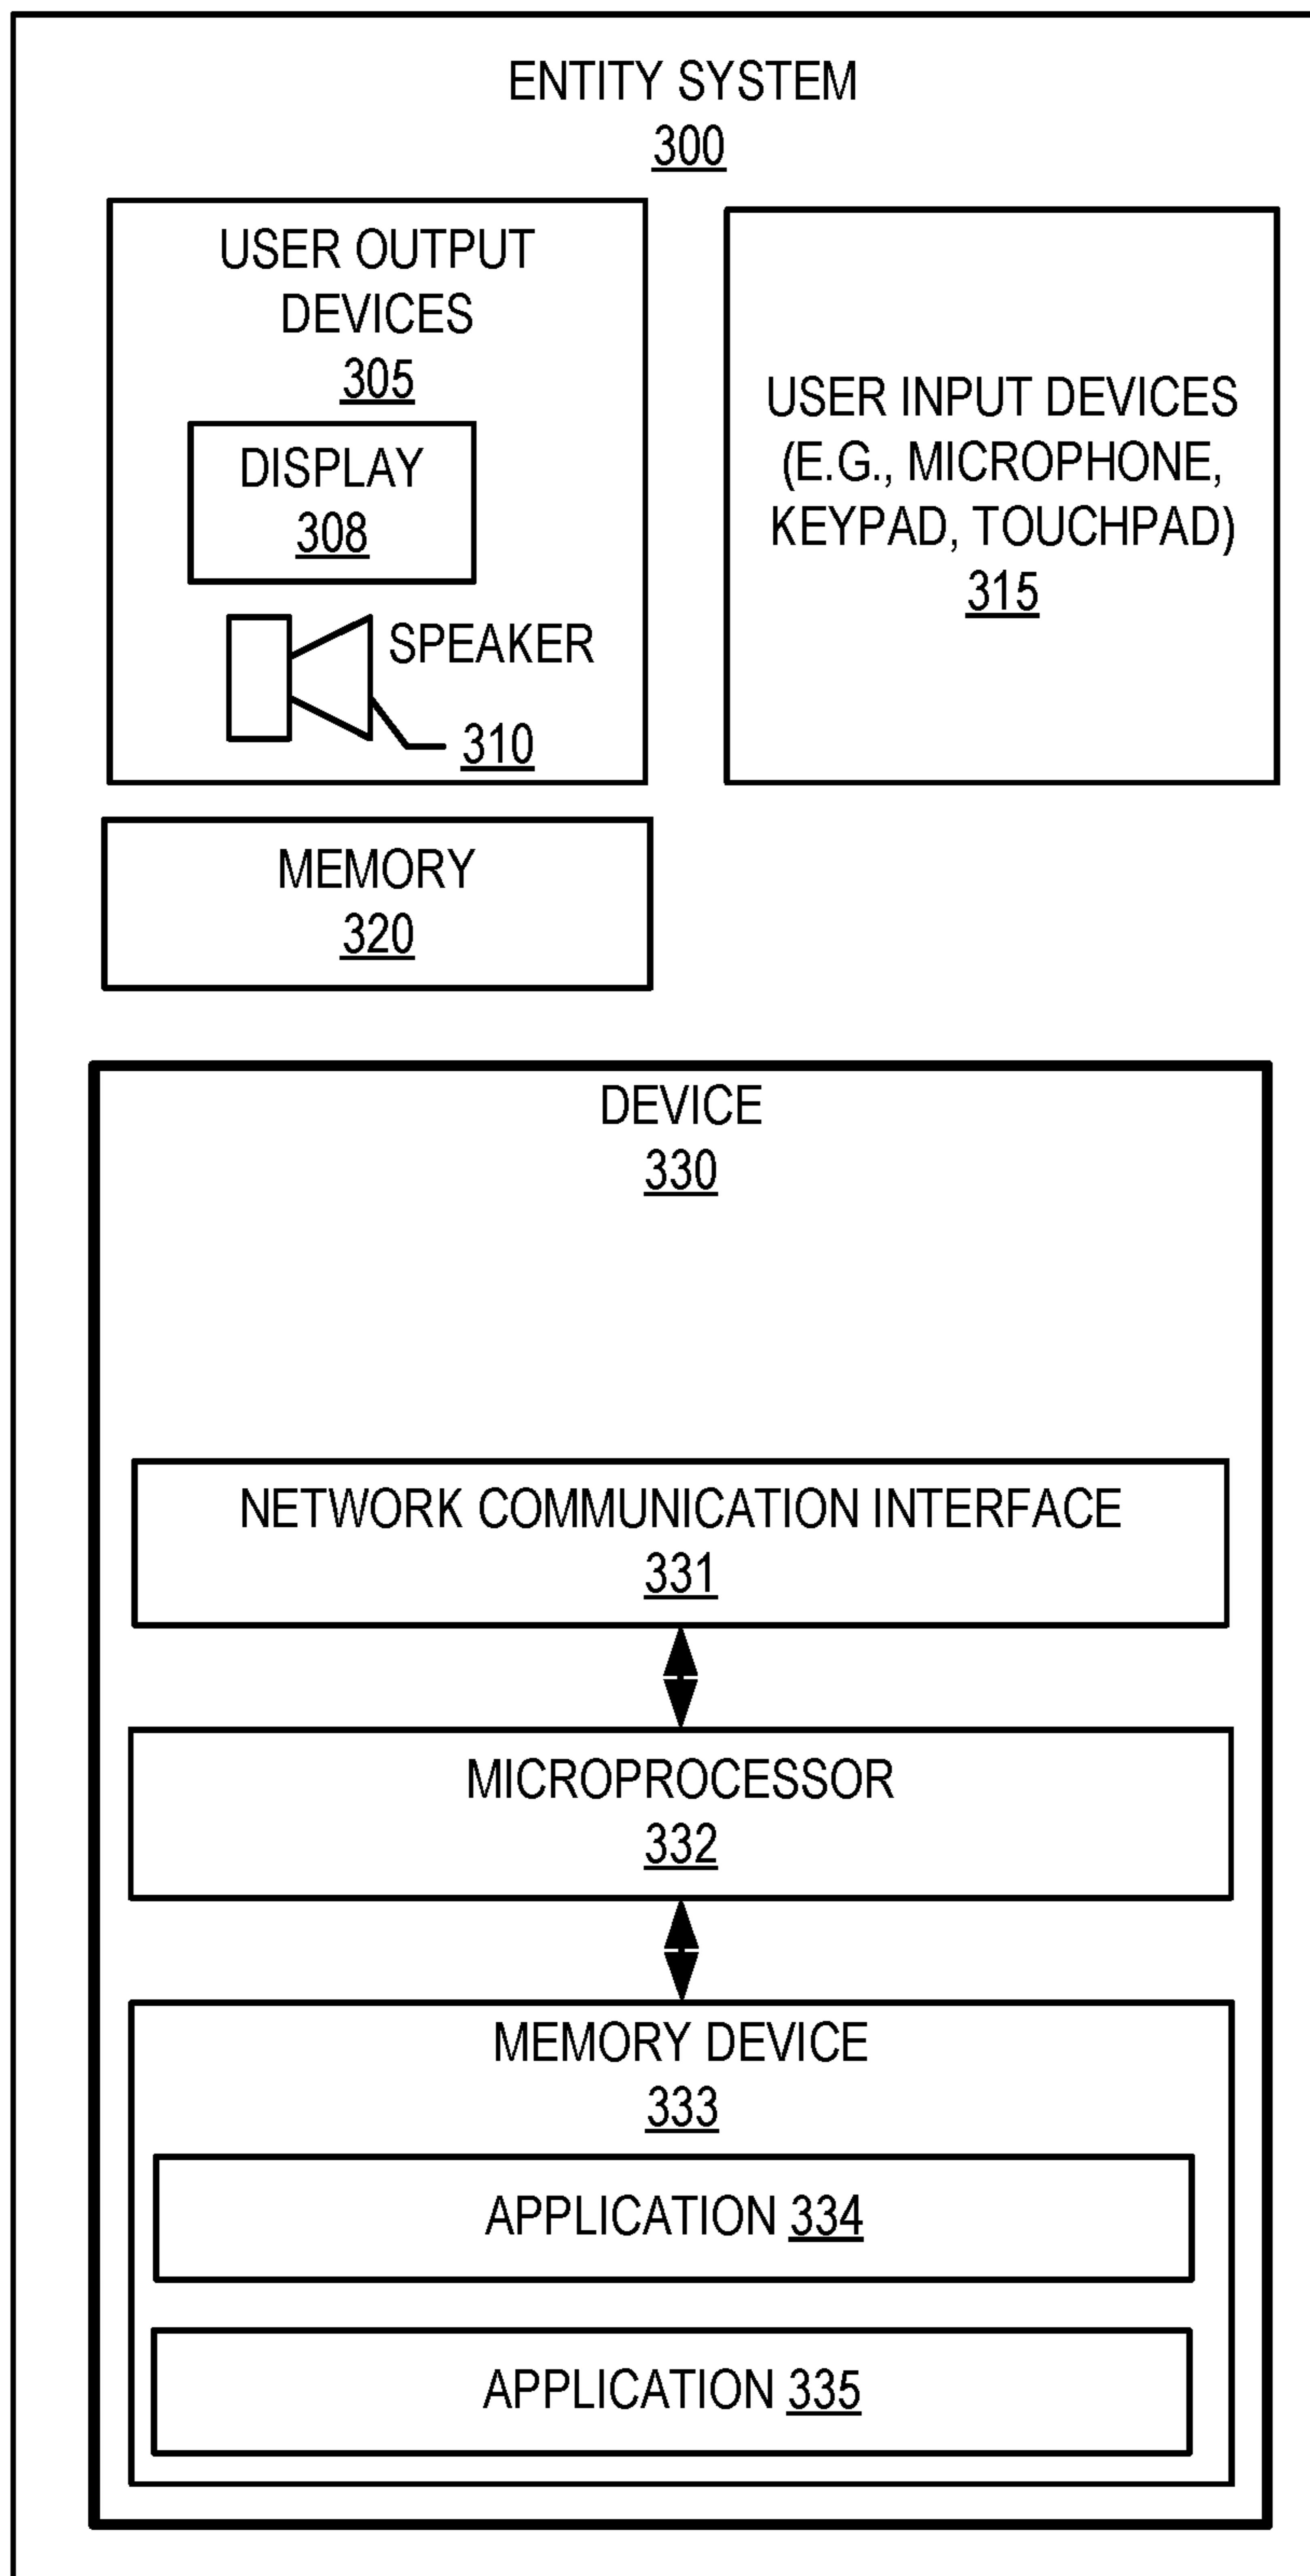 ENTITY SYSTEM
300
USER OUTPUT
DEVICES
305
DISPLAY
308
SPEAKER
310
USER INPUT DEVICES
(E.G., MICROPHONE,
KEYPAD, TOUCHPAD)
315
MEMORY
320
DEVICE
330
NETWORK COMMUNICATION INTERFACE
331
MICROPROCESSOR
332
MEMORY DEVICE
333
APPLICATION 334
APPLICATION 335